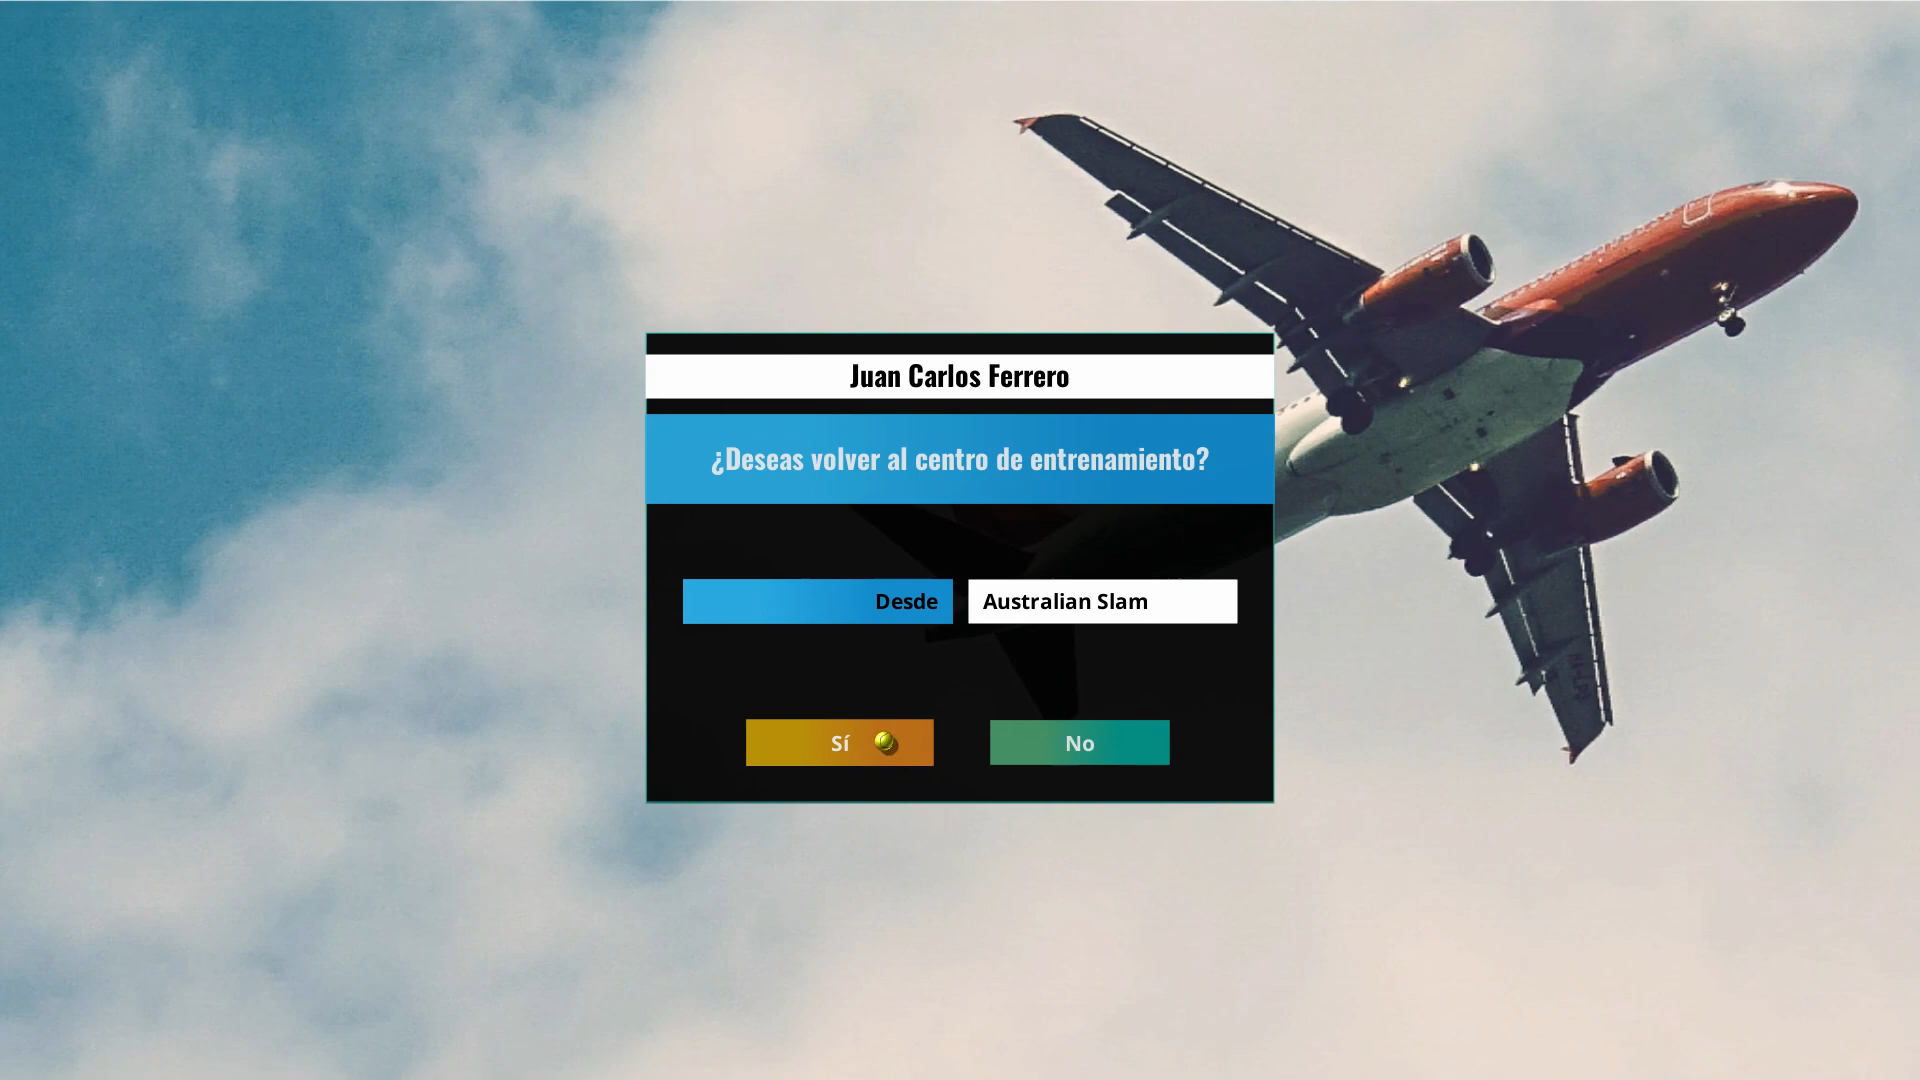 Juan Carlos Ferrero
¿Deseas volver al centro de entrenamiento?
Desde
Australian Slam
Sí
No